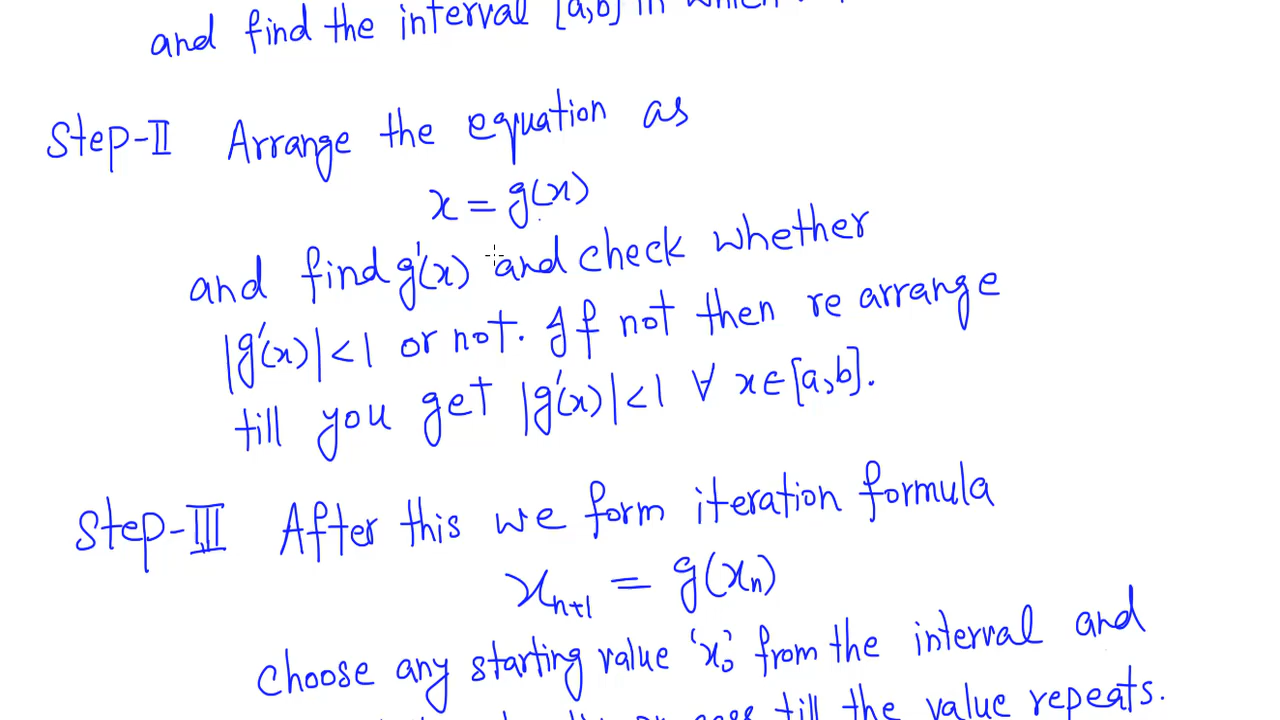 and find the interval [a,b] in which
Step-II Arrange the equation as
x = g(x)
and find g'(x) and check whether
|g'(x)| < 1 or not. If not then re arrange
till you get |g'(x)| < 1 ∀ x ∈ [a,b].
Step-III After this we form iteration formula
xₙ₊₁ = g(xₙ)
choose any starting value 'x₀' from the interval and
till the value repeats.